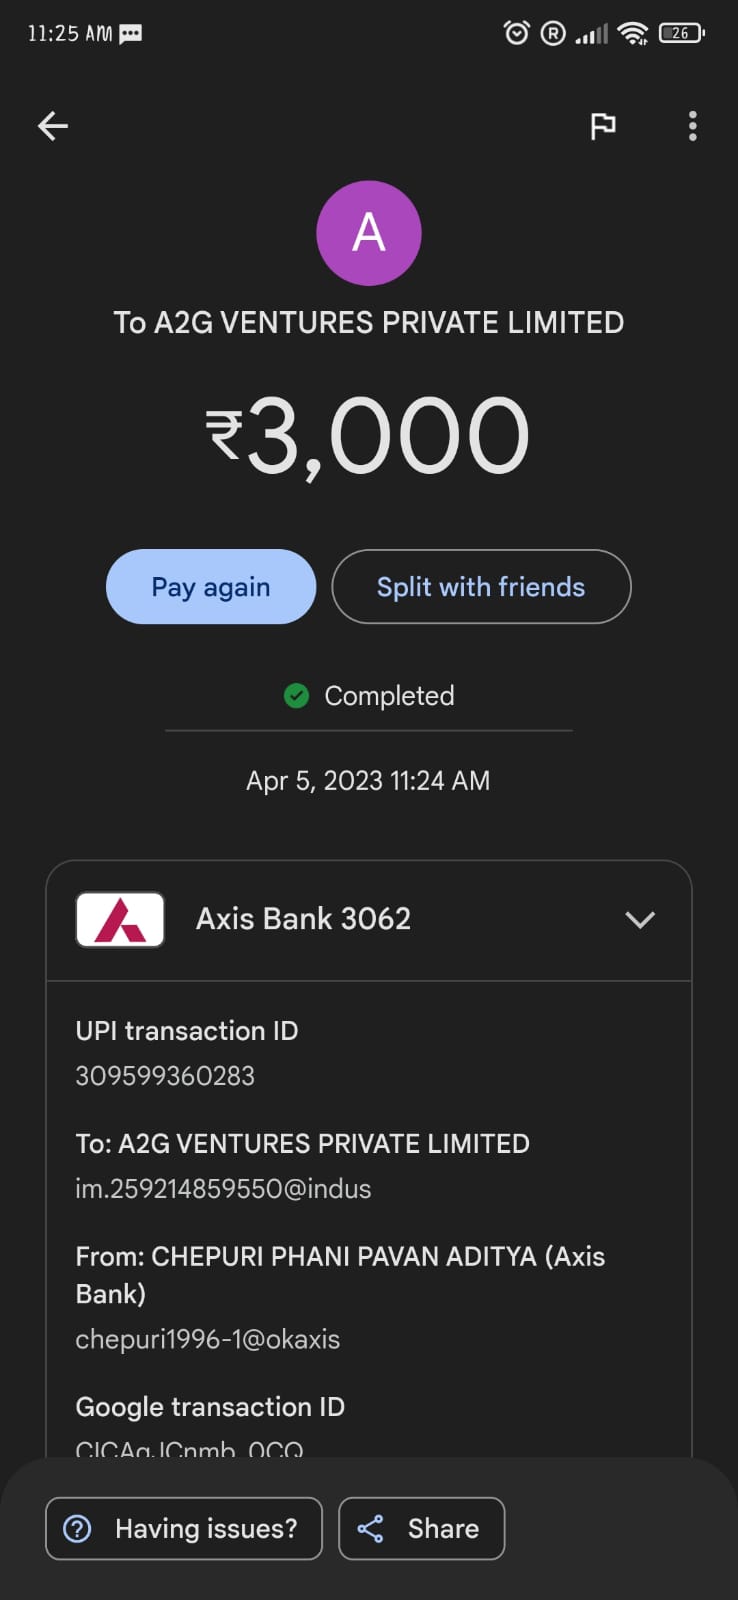 11:25 AM
R
26
A
To A2G VENTURES PRIVATE LIMITED
₹3,000
Pay again
Split with friends
Completed
Apr 5, 2023 11:24 AM
Axis Bank 3062
UPI transaction ID
309599360283
To: A2G VENTURES PRIVATE LIMITED
im.259214859550@indus
From: CHEPURI PHANI PAVAN ADITYA (Axis
Bank)
chepuri1996-1@okaxis
Google transaction ID
Having issues?
Share